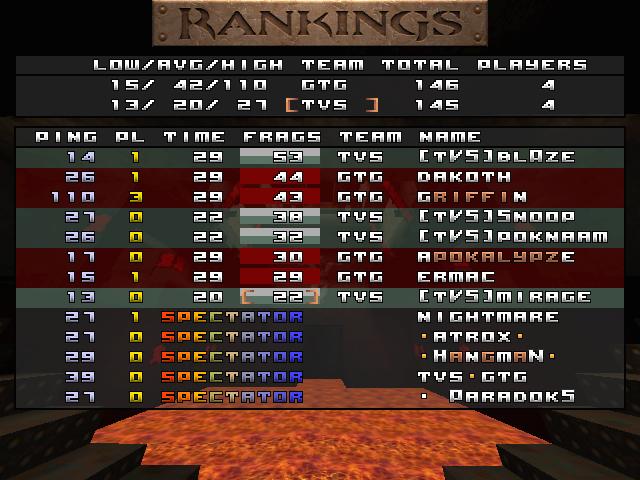 RANKINGS
LOW/AVG/HIGH TEAM TOTAL PLAYERS
15/ 42/110 GTG 146 4
13/ 20/ 27 [TVS ] 145 4
PING PL TIME FRAGS TEAM NAME
14 1 29 53 TVS [TVS]BLAZE
26 1 29 44 GTG DAKOTH
110 3 29 43 GTG GRIFFIN
27 0 22 38 TVS [TVS]SNOOP
26 0 22 32 TVS [TVS]POKNAAM
17 0 29 30 GTG APOKALYPZE
15 1 29 29 GTG ERMAC
13 0 20 [ 22 ] TVS [TVS]MIRAGE
27 1 SPECTATOR NIGHTMARE
27 0 SPECTATOR ·ATROX·
29 0 SPECTATOR ·HANGMAN·
39 0 SPECTATOR TVS·GTG
27 0 SPECTATOR · PARADOKS